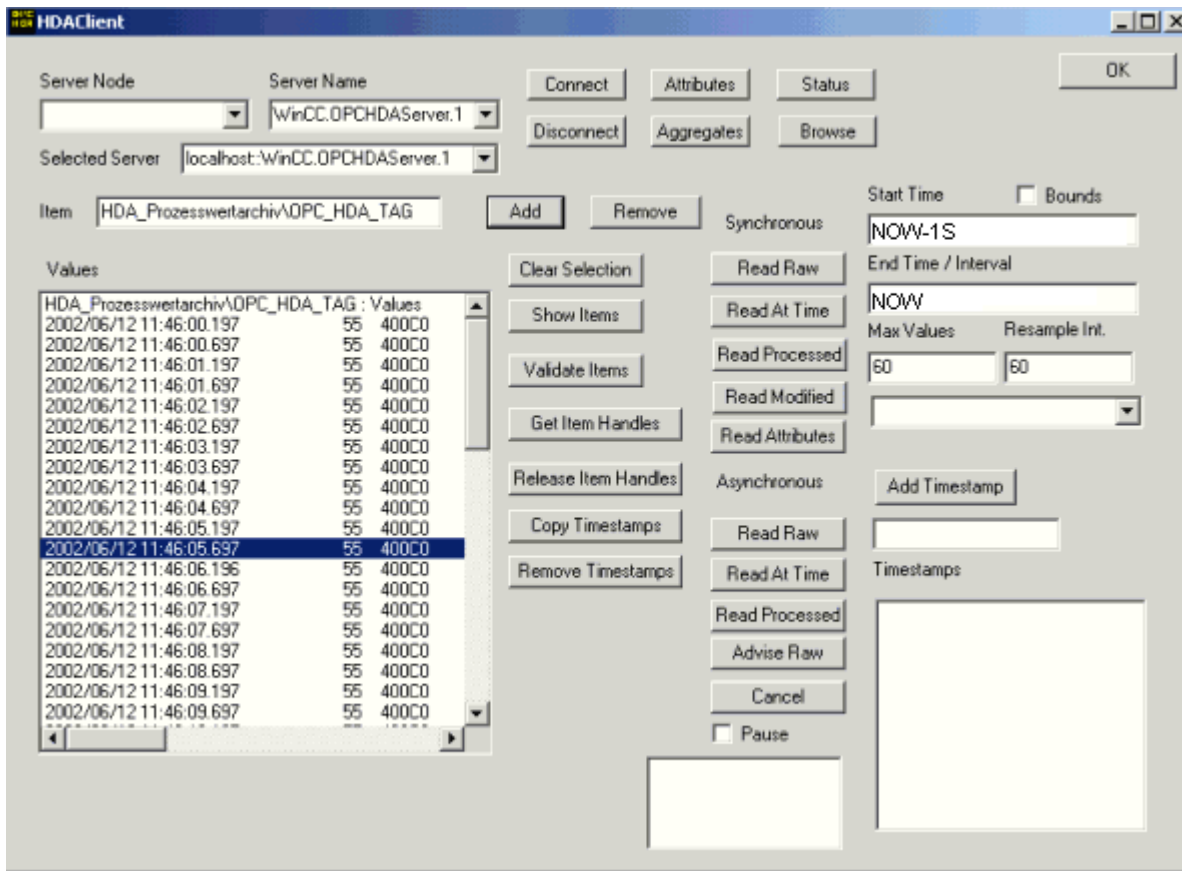 OPC HDA HDAClient
Server Node Server Name Connect Attributes Status OK
WinCC.OPCHDAServer.1
Disconnect Aggregates Browse
Selected Server localhost::WinCC.OPCHDAServer.1
Item HDA_Prozesswertarchiv\OPC_HDA_TAG Add Remove
Values
HDA_Prozesswertarchiv\OPC_HDA_TAG : Values
2002/06/12 11:46:00.197 55 400C0
2002/06/12 11:46:00.697 55 400C0
2002/06/12 11:46:01.197 55 400C0
2002/06/12 11:46:01.697 55 400C0
2002/06/12 11:46:02.197 55 400C0
2002/06/12 11:46:02.697 55 400C0
2002/06/12 11:46:03.197 55 400C0
2002/06/12 11:46:03.697 55 400C0
2002/06/12 11:46:04.197 55 400C0
2002/06/12 11:46:04.697 55 400C0
2002/06/12 11:46:05.197 55 400C0
2002/06/12 11:46:05.697 55 400C0
2002/06/12 11:46:06.196 55 400C0
2002/06/12 11:46:06.697 55 400C0
2002/06/12 11:46:07.197 55 400C0
2002/06/12 11:46:07.697 55 400C0
2002/06/12 11:46:08.197 55 400C0
2002/06/12 11:46:08.697 55 400C0
2002/06/12 11:46:09.197 55 400C0
2002/06/12 11:46:09.697 55 400C0
Clear Selection
Show Items
Validate Items
Get Item Handles
Release Item Handles
Copy Timestamps
Remove Timestamps
Synchronous
Read Raw
Read At Time
Read Processed
Read Modified
Read Attributes
Asynchronous
Read Raw
Read At Time
Read Processed
Advise Raw
Cancel
Pause
Start Time Bounds
NOW-1S
End Time / Interval
NOW
Max Values Resample Int.
60 60
Add Timestamp
Timestamps